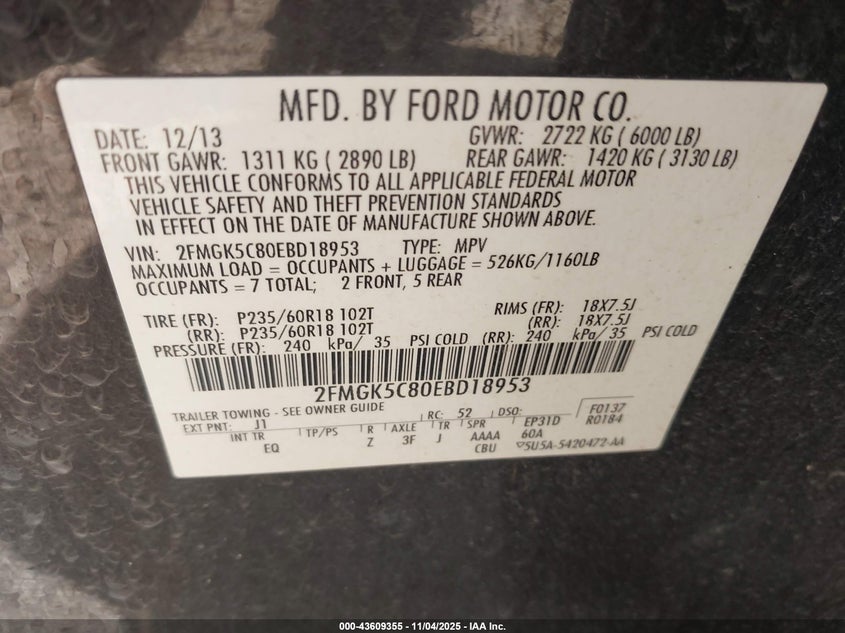 MFD. BY FORD MOTOR CO.
DATE: 12/13 GVWR: 2722 KG ( 6000 LB)
FRONT GAWR: 1311 KG ( 2890 LB) REAR GAWR: 1420 KG ( 3130 LB)
THIS VEHICLE CONFORMS TO ALL APPLICABLE FEDERAL MOTOR
VEHICLE SAFETY AND THEFT PREVENTION STANDARDS
IN EFFECT ON THE DATE OF MANUFACTURE SHOWN ABOVE.
VIN: 2FMGK5C80EBD18953 TYPE: MPV
MAXIMUM LOAD = OCCUPANTS + LUGGAGE = 526KG/1160LB
OCCUPANTS = 7 TOTAL; 2 FRONT, 5 REAR
TIRE (FR): P235/60R18 102T RIMS (FR): 18X7.5J
(RR): P235/60R18 102T (RR): 18X7.5J
PRESSURE (FR): 240 kPa/ 35 PSI COLD (RR): 240 kPa/ 35 PSI COLD
2FMGK5C80EBD18953
TRAILER TOWING - SEE OWNER GUIDE
EXT PNT: J1 RC: 52 DSO: F0137
INT TR TP/PS R AXLE TR SPR EP31D R0184
EQ Z 3F J AAAA 60A
CBU 5U5A-5420472-AA
000-43609355 - 11/04/2025 - IAA Inc.